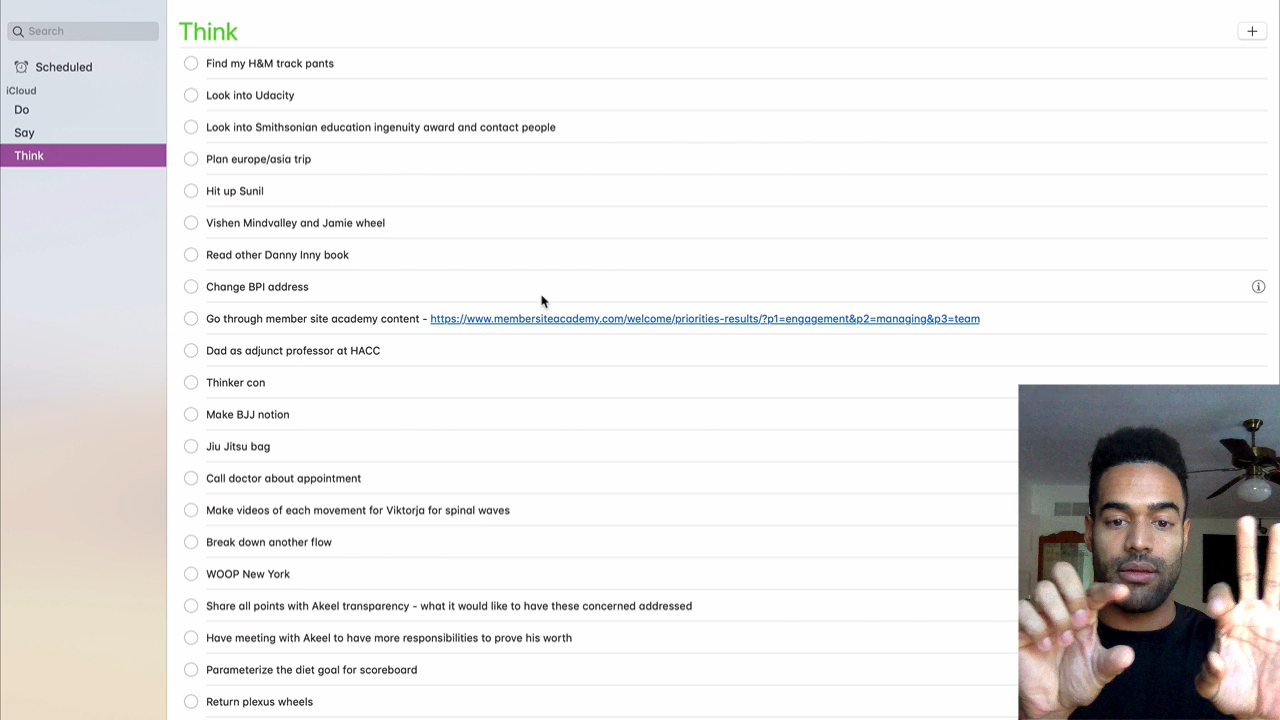 Search
Scheduled
iCloud
Do
Say
Think
Think
Find my H&M track pants
Look into Udacity
Look into Smithsonian education ingenuity award and contact people
Plan europe/asia trip
Hit up Sunil
Vishen Mindvalley and Jamie wheel
Read other Danny Inny book
Change BPI address
Go through member site academy content - https://www.membersiteacademy.com/welcome/priorities-results/?p1=engagement&p2=managing&p3=team
Dad as adjunct professor at HACC
Thinker con
Make BJJ notion
Jiu Jitsu bag
Call doctor about appointment
Make videos of each movement for Viktorja for spinal waves
Break down another flow
WOOP New York
Share all points with Akeel transparency - what it would like to have these concerned addressed
Have meeting with Akeel to have more responsibilities to prove his worth
Parameterize the diet goal for scoreboard
Return plexus wheels